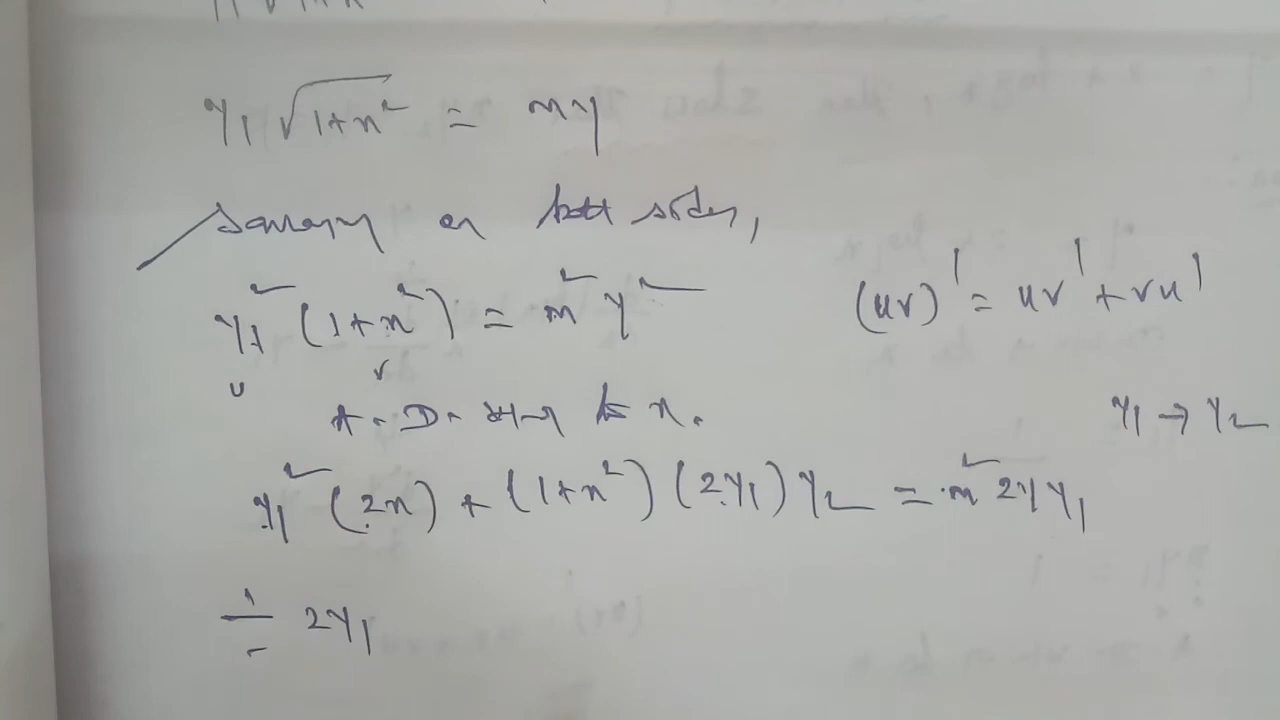 y₁ √(1+x²) = my
Squaring on both sides,
y₁² (1+x²) = m² y²
(uv)' = uv' + vu'
u v
A. D. w.r. to x.
y₁ → y₂
y₁² (2x) + (1+x²) (2y₁) y₂ = m² 2y y₁
÷ 2y₁